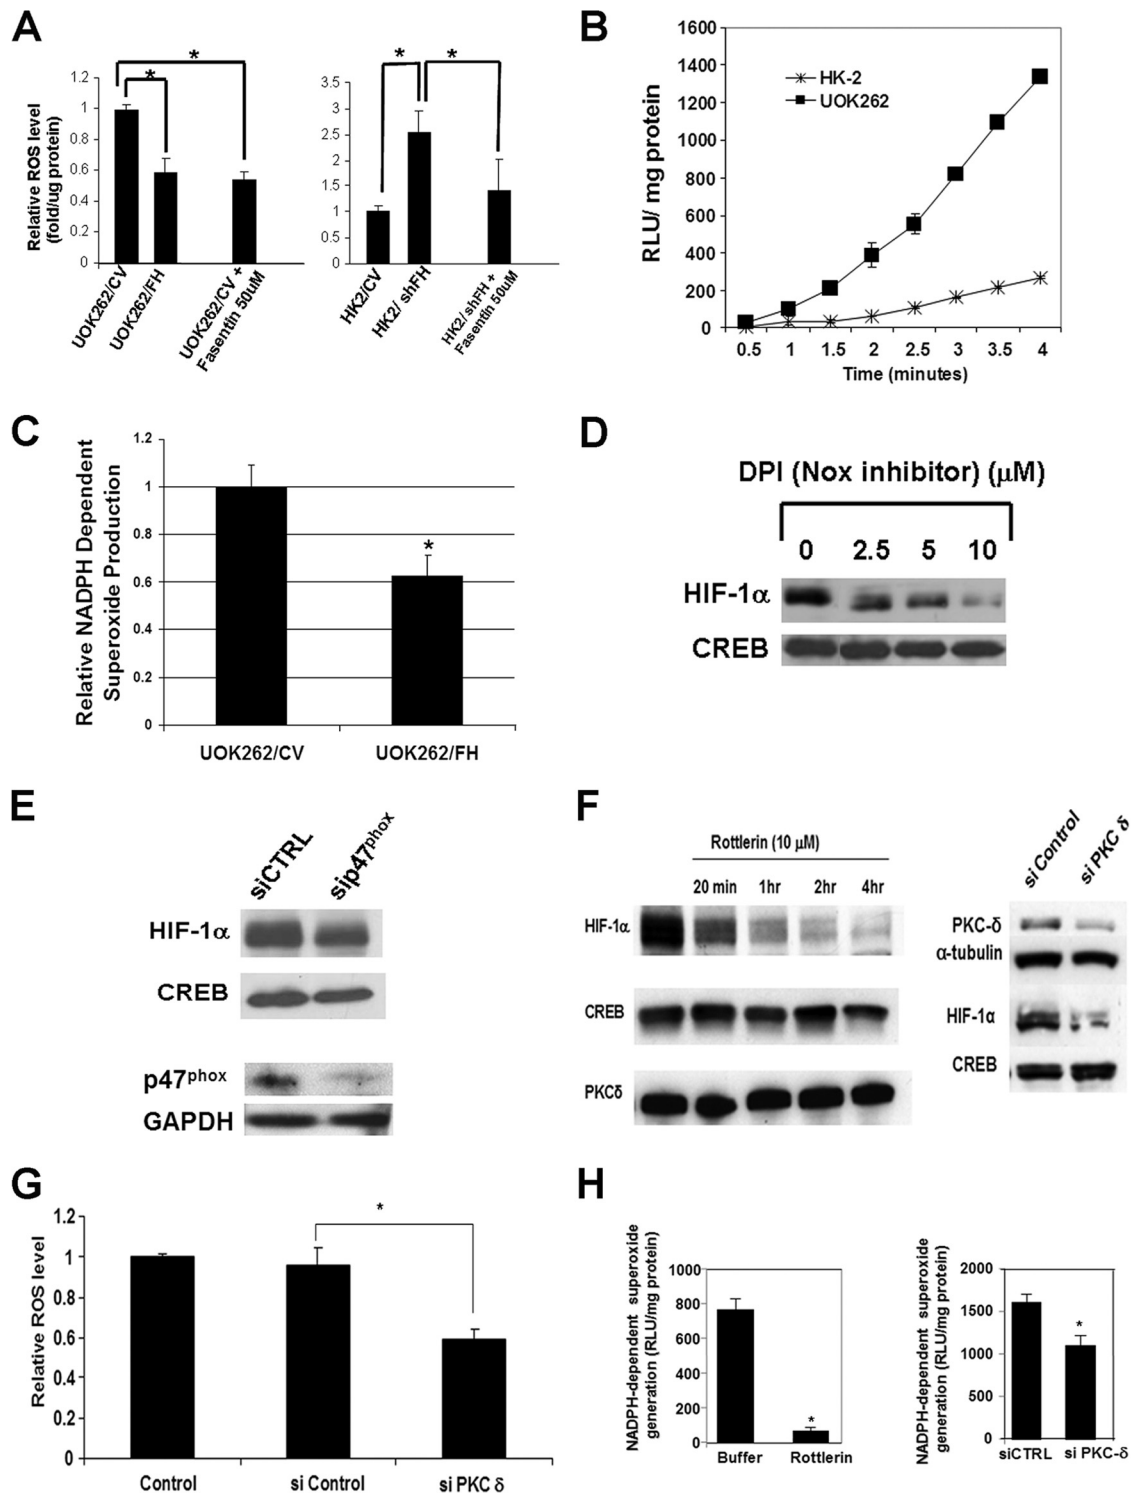 A
Relative ROS level
(fold/ug protein)
1.2
1
0.8
0.6
0.4
0.2
0
*
*
UOK262/CV
UOK262/FH
UOK262/CV +
Fasentin 50uM
3.5
3
2.5
2
1.5
1
0.5
0
*
*
HK2/CV
HK2/ shFH
HK2/ shFH +
Fasentin 50uM
B
RLU/ mg protein
1600
1400
1200
1000
800
600
400
200
0
HK-2
UOK262
0.5 1 1.5 2 2.5 3 3.5 4
Time (minutes)
C
Relative NADPH Dependent
Superoxide Production
1.2
1
0.8
0.6
0.4
0.2
0
*
UOK262/CV UOK262/FH
D
DPI (Nox inhibitor) (μM)
0 2.5 5 10
HIF-1α
CREB
E
siCTRL sip47phox
HIF-1α
CREB
p47phox
GAPDH
F
Rottlerin (10 μM)
20 min 1hr 2hr 4hr
HIF-1α
CREB
PKCδ
si Control si PKC δ
PKC-δ
α-tubulin
HIF-1α
CREB
G
Relative ROS level
1.2
1
0.8
0.6
0.4
0.2
0
*
Control si Control si PKC δ
H
NADPH-dependent superoxide
generation (RLU/mg protein)
1000
800
600
400
200
0
*
Buffer Rottlerin
NADPH-dependent superoxide
generation (RLU/mg protein)
2000
1500
1000
500
0
*
siCTRL si PKC-δ